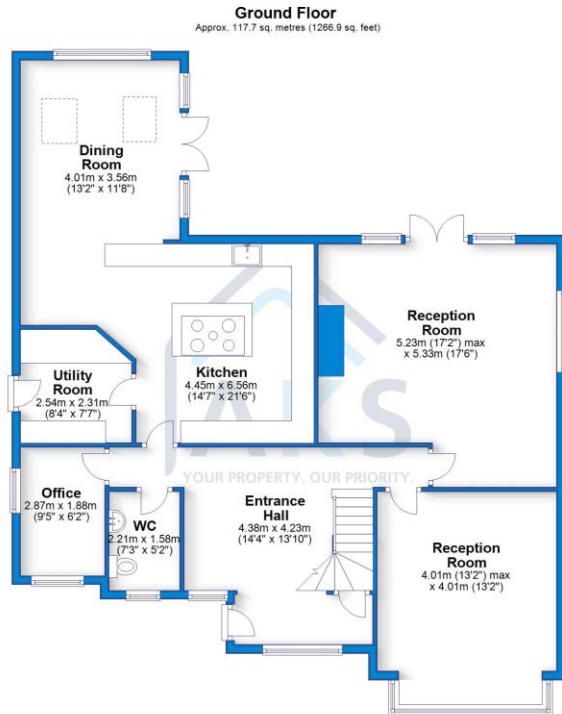 Ground Floor
Approx. 117.7 sq. metres (1266.9 sq. feet)
Dining
Room
4.01m x 3.56m
(13'2" x 11'8")
Reception
Room
5.23m (17'2") max
x 5.33m (17'6")
Kitchen
4.45m x 6.56m
(14'7" x 21'6")
Utility
Room
2.54m x 2.31m
(8'4" x 7'7")
AKS
YOUR PROPERTY. OUR PRIORITY.
Office
2.87m x 1.88m
(9'5" x 6'2")
WC
2.21m x 1.58m
(7'3" x 5'2")
Entrance
Hall
4.38m x 4.23m
(14'4" x 13'10")
Reception
Room
4.01m (13'2") max
x 4.01m (13'2")